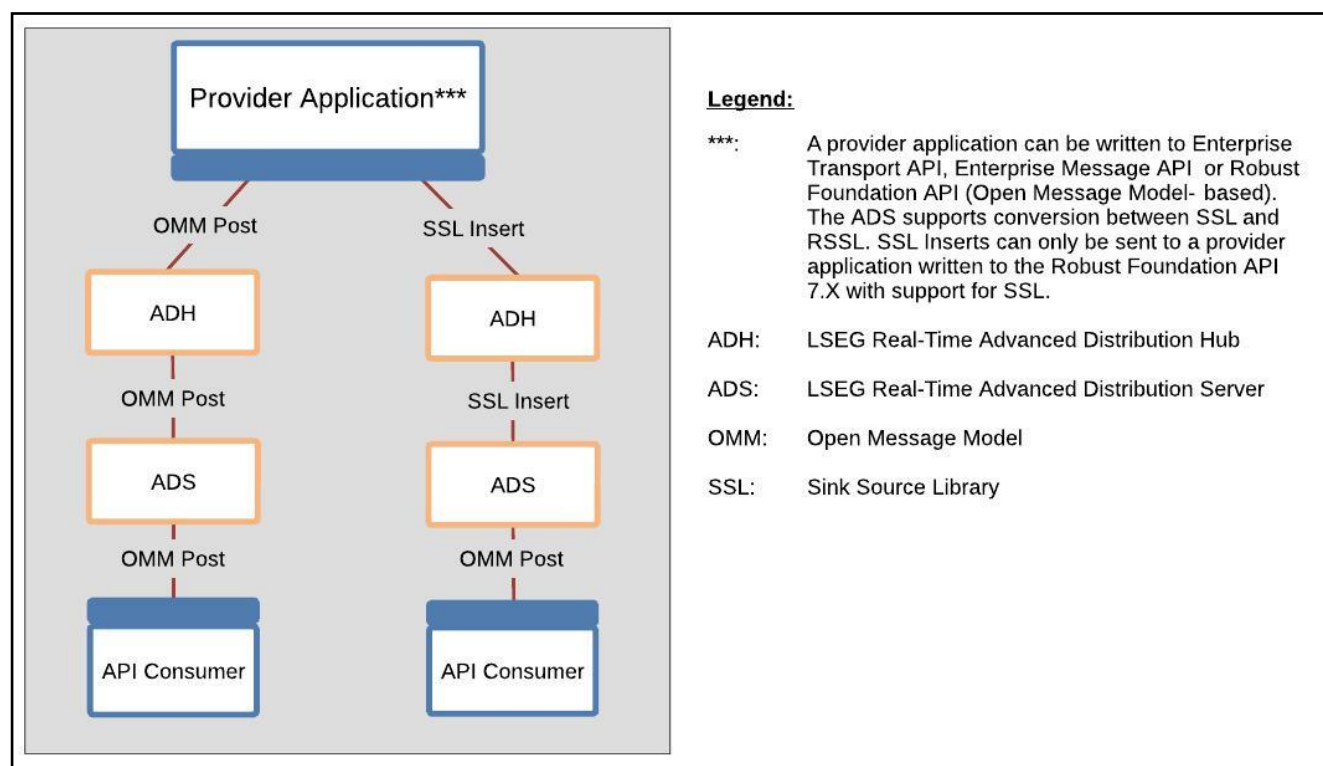 Provider Application***
OMM Post
SSL Insert
ADH
ADH
OMM Post
SSL Insert
ADS
ADS
OMM Post
OMM Post
API Consumer
API Consumer
Legend:
***: A provider application can be written to Enterprise
Transport API, Enterprise Message API or Robust
Foundation API (Open Message Model- based).
The ADS supports conversion between SSL and
RSSL. SSL Inserts can only be sent to a provider
application written to the Robust Foundation API
7.X with support for SSL.
ADH: LSEG Real-Time Advanced Distribution Hub
ADS: LSEG Real-Time Advanced Distribution Server
OMM: Open Message Model
SSL: Sink Source Library